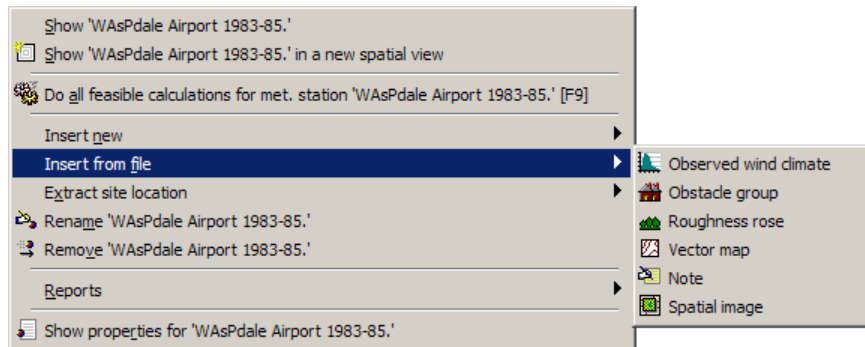 Show 'WAsPdale Airport 1983-85.'
Show 'WAsPdale Airport 1983-85.' in a new spatial view
Do all feasible calculations for met. station 'WAsPdale Airport 1983-85.' [F9]
Insert new
Insert from file
Extract site location
Rename 'WAsPdale Airport 1983-85.'
Remove 'WAsPdale Airport 1983-85.'
Reports
Show properties for 'WAsPdale Airport 1983-85.'
Observed wind climate
Obstacle group
Roughness rose
Vector map
Note
Spatial image